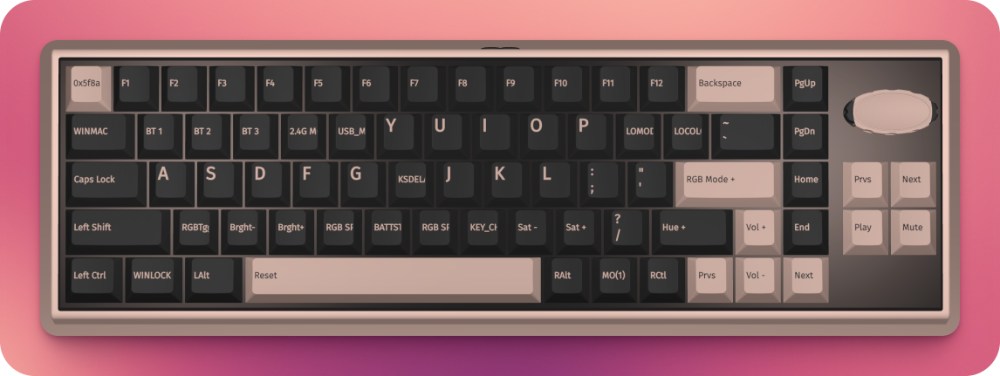 0x5f8a F1 F2 F3 F4 F5 F6 F7 F8 F9 F10 F11 F12 Backspace PgUp
WINMAC BT 1 BT 2 BT 3 2.4G M USB_M Y U I O P LOMOD LOCOL ~ ` PgDn
Caps Lock A S D F G KSDELA J K L : ; " ' RGB Mode + Home Prvs Next
Left Shift RGBTg Brght- Brght+ RGB SP BATTST RGB SP KEY_CH Sat - Sat + ? / Hue + Vol + End Play Mute
Left Ctrl WINLOCK LAlt Reset RAlt MO(1) RCtl Prvs Vol - Next